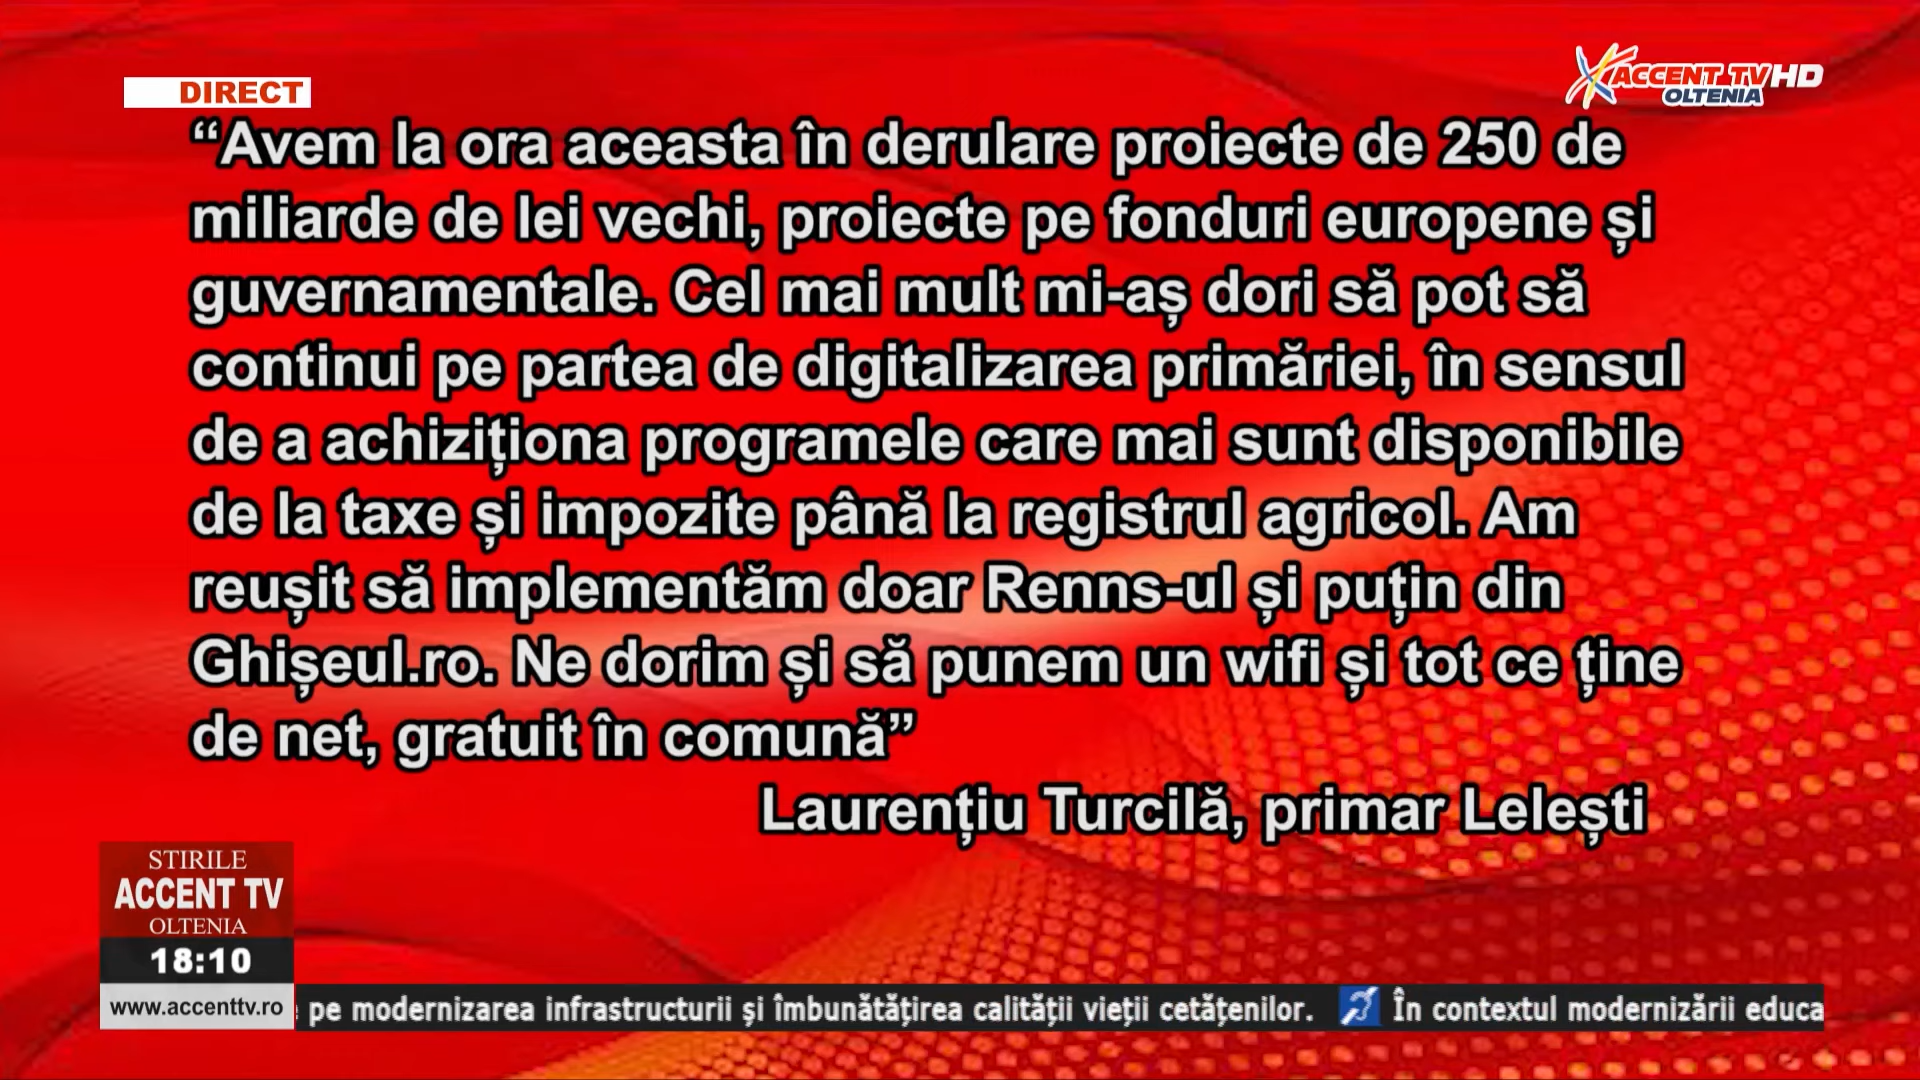 DIRECT
ACCENT TV HD
OLTENIA
“Avem la ora aceasta în derulare proiecte de 250 de
miliarde de lei vechi, proiecte pe fonduri europene și
guvernamentale. Cel mai mult mi-aș dori să pot să
continui pe partea de digitalizarea primăriei, în sensul
de a achiziționa programele care mai sunt disponibile
de la taxe și impozite până la registrul agricol. Am
reușit să implementăm doar Renns-ul și puțin din
Ghișeul.ro. Ne dorim și să punem un wifi și tot ce ține
de net, gratuit în comună”
Laurențiu Turcilă, primar Lelești
STIRILE
ACCENT TV
OLTENIA
18:10
www.accenttv.ro
pe modernizarea infrastructurii și îmbunătățirea calității vieții cetățenilor. În contextul modernizării educa